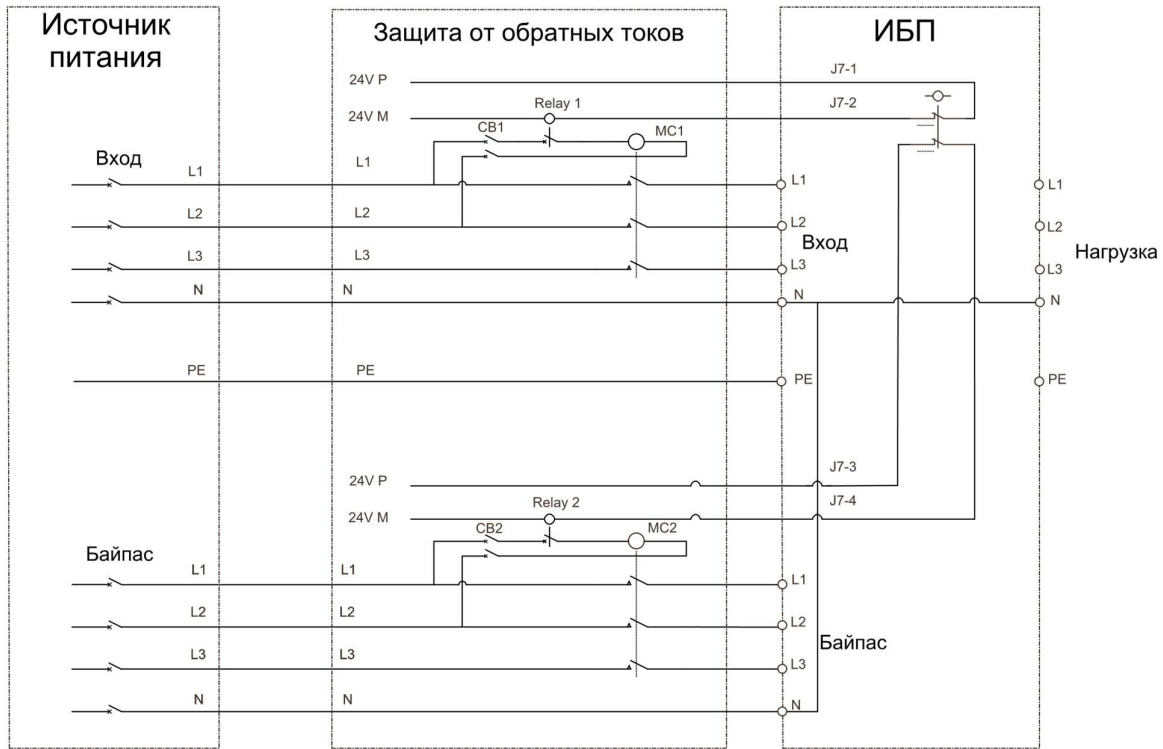 Источник
питания
Защита от обратных токов
ИБП
24V P
J7-1
24V M
Relay 1
J7-2
CB1
MC1
Вход
L1
L1
L1
L1
L2
L2
L2
L2
Вход
Нагрузка
L3
L3
L3
L3
N
N
N
N
PE
PE
PE
PE
24V P
J7-3
24V M
Relay 2
J7-4
CB2
MC2
Байпас
L1
L1
L1
L2
L2
L2
Байпас
L3
L3
L3
N
N
N